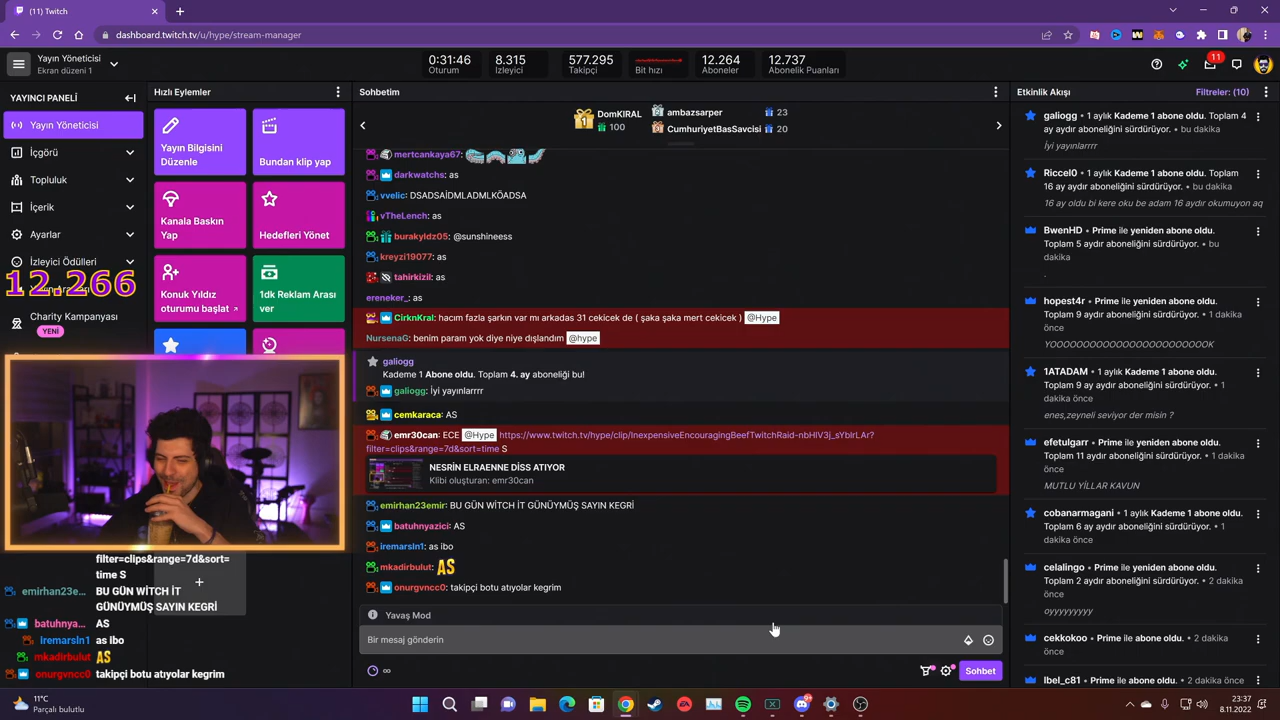 (11) Twitch
dashboard.twitch.tv/u/hype/stream-manager
Yayın Yöneticisi
Ekran düzeni 1
0:31:46
Oturum
8.315
İzleyici
577.295
Takipçi
Bit hızı
12.264
Aboneler
12.737
Abonelik Puanları
11
YAYINCI PANELİ
Yayın Yöneticisi
İçgörü
Topluluk
İçerik
Ayarlar
İzleyici Ödülleri
12.266
Charity Kampanyası
YENİ
Hızlı Eylemler
Yayın Bilgisini
Düzenle
Bundan klip yap
Kanala Baskın
Yap
Hedefleri Yönet
Konuk Yıldız
oturumu başlat
1dk Reklam Arası
ver
filter=clips&range=7d&sort=
time S
emirhan23e... BU GÜN WİTCH İT
GÜNÜYMÜŞ SAYIN KEGRİ
batuhnya... AS
iremarsln1 as ibo
mkadirbulut AS
onurgvncc0 takipçi botu atıyolar kegrim
Sohbetim
1
DomKIRAL
100
ambazsarper 23
CumhuriyetBasSavcisi 20
mertcankaya67:
darkwatchs: as
vvelic: DSADSAİDMLADMLKÖADSA
vTheLench: as
burakyldz05: @sunshineess
kreyzi19077: as
tahirkizil: as
ereneker_: as
CirknKral: hacım fazla şarkın var mı arkadas 31 cekicek de ( şaka şaka mert cekicek ) @Hype
NursenaG: benim param yok diye niye dışlandım @hype
galiogg
Kademe 1 Abone oldu. Toplam 4. ay aboneliği bu!
galiogg: İyi yayınlarrrr
cemkaraca: AS
emr30can: ECE @Hype https://www.twitch.tv/hype/clip/InexpensiveEncouragingBeefTwitchRaid-nbHIV3j_sYbIrLAr?
filter=clips&range=7d&sort=time S
NESRİN ELRAENNE DİSS ATIYOR
Klibi oluşturan: emr30can
emirhan23emir: BU GÜN WİTCH İT GÜNÜYMÜŞ SAYIN KEGRİ
batuhnyazici: AS
iremarsln1: as ibo
mkadirbulut: AS
onurgvncc0: takipçi botu atıyolar kegrim
Yavaş Mod
Bir mesaj gönderin
Sohbet
Etkinlik Akışı
Filtreler: (10)
galiogg • 1 aylık Kademe 1 abone oldu. Toplam 4
ay aydır aboneliğini sürdürüyor. • bu dakika
İyi yayınlarrrr
Riccel0 • 1 aylık Kademe 1 abone oldu. Toplam
16 ay aydır aboneliğini sürdürüyor. • bu dakika
16 ay oldu bi kere oku be adam 16 aydır okumuyon aq
BwenHD • Prime ile yeniden abone oldu.
Toplam 5 aydır aboneliğini sürdürüyor. • bu
dakika
.
hopest4r • Prime ile yeniden abone oldu.
Toplam 9 aydır aboneliğini sürdürüyor. • 1
dakika önce
YOOOOOOOOOOOOOOOOOOOOOOK
1ATADAM • 1 aylık Kademe 1 abone oldu.
Toplam 9 ay aydır aboneliğini sürdürüyor. • 1
dakika önce
enes,zeyneli seviyor der misin ?
efetulgarr • Prime ile yeniden abone oldu.
Toplam 11 aydır aboneliğini sürdürüyor. • 1
dakika önce
MUTLU YİLLAR KAVUN
cobanarmagani • 1 aylık Kademe 1 abone oldu.
Toplam 6 ay aydır aboneliğini sürdürüyor. • 1
dakika önce
celalingo • Prime ile yeniden abone oldu.
Toplam 2 aydır aboneliğini sürdürüyor. • 2 dakika
önce
oyyyyyyyyy
cekkokoo • Prime ile yeniden abone oldu. • 2
dakika önce
lbel_c81 • Prime ile yeniden abone oldu.
11°C
Parçalı bulutlu
23:37
8.11.2022